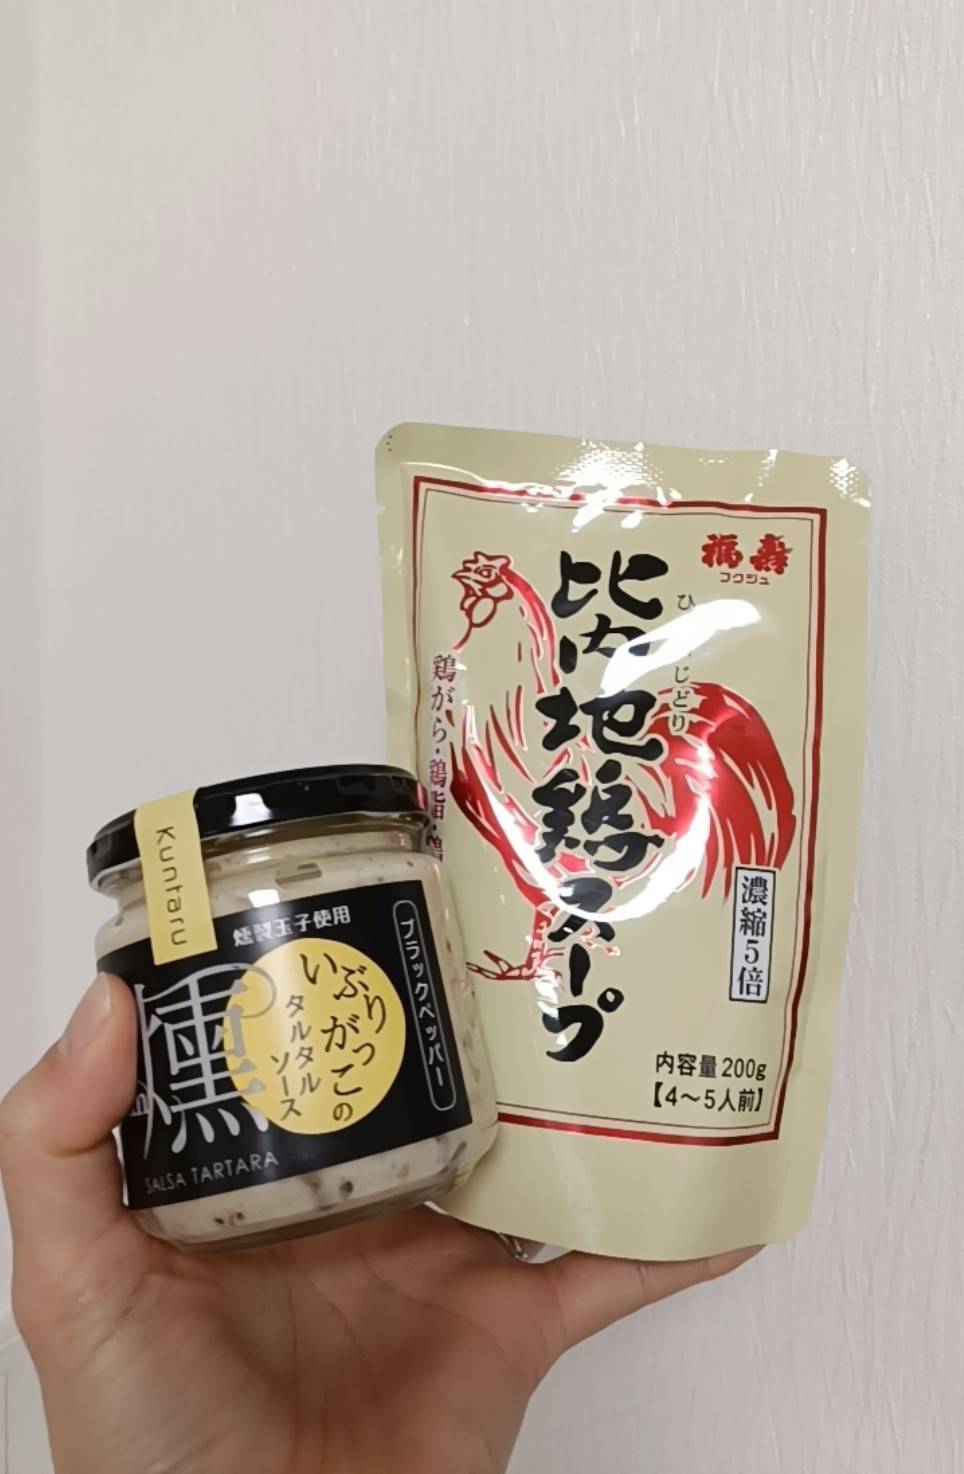 福寿
フクジュ
比内地鶏スープ
ひ じどり
鶏がら・鶏脂・鶏
濃縮5倍
内容量200g
【4〜5人前】
Kuntaru
燻製玉子使用
ブラックペッパー
いぶり
がっこの
タルタル
ソース
燻
SALSA TARTARA